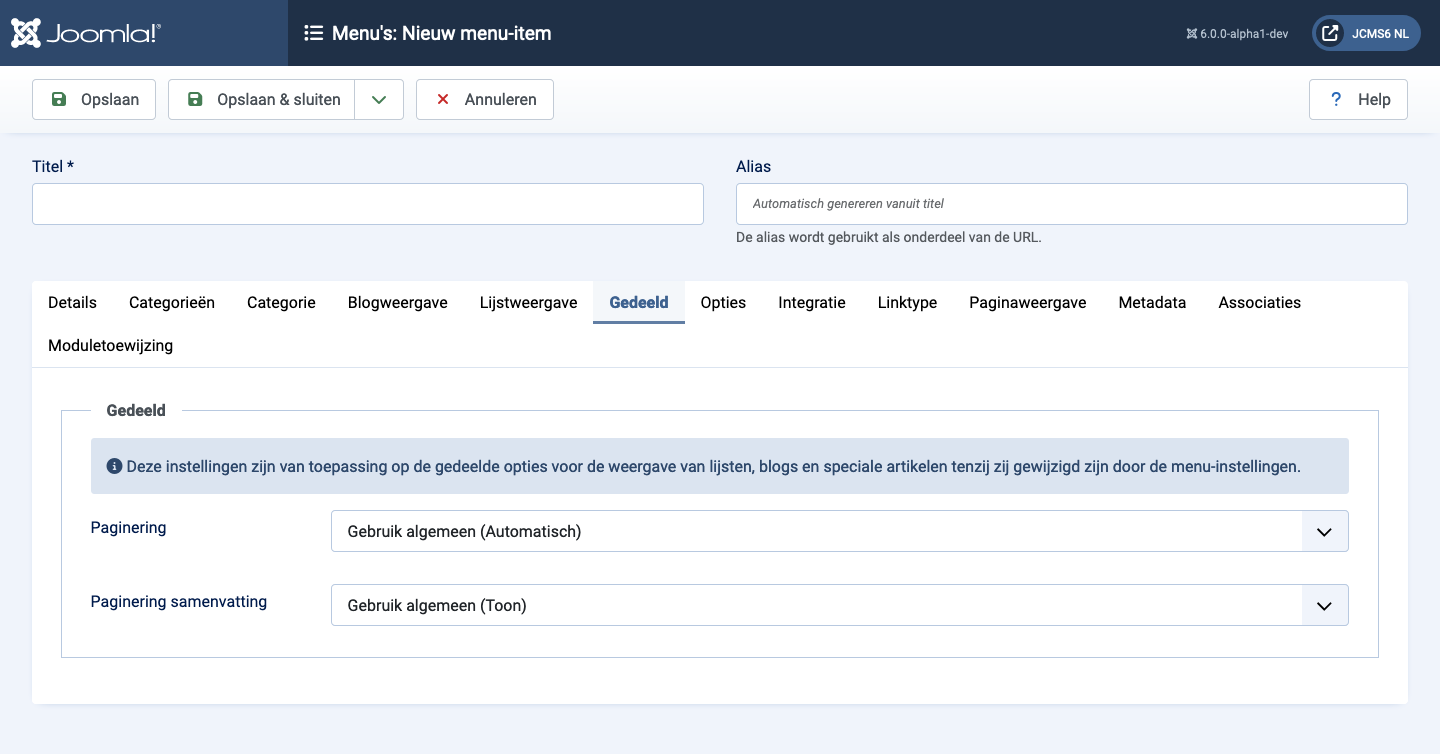 Joomla!®
Menu's: Nieuw menu-item
6.0.0-alpha1-dev
JCMS6 NL
Opslaan
Opslaan & sluiten
Annuleren
? Help
Titel *
Alias
Automatisch genereren vanuit titel
De alias wordt gebruikt als onderdeel van de URL.
Details Categorieën Categorie Blogweergave Lijstweergave Gedeeld Opties Integratie Linktype Paginaweergave Metadata Associaties
Moduletoewijzing
Gedeeld
Deze instellingen zijn van toepassing op de gedeelde opties voor de weergave van lijsten, blogs en speciale artikelen tenzij zij gewijzigd zijn door de menu-instellingen.
Paginering
Gebruik algemeen (Automatisch)
Paginering samenvatting
Gebruik algemeen (Toon)